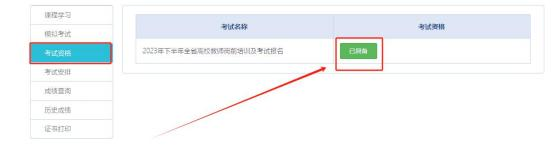 课程学习
模拟考试
考试资格
考试安排
成绩查询
历史成绩
证书打印
考试名称 考试资格
2023年下半年全省高校教师岗前培训及考试报名 已具备